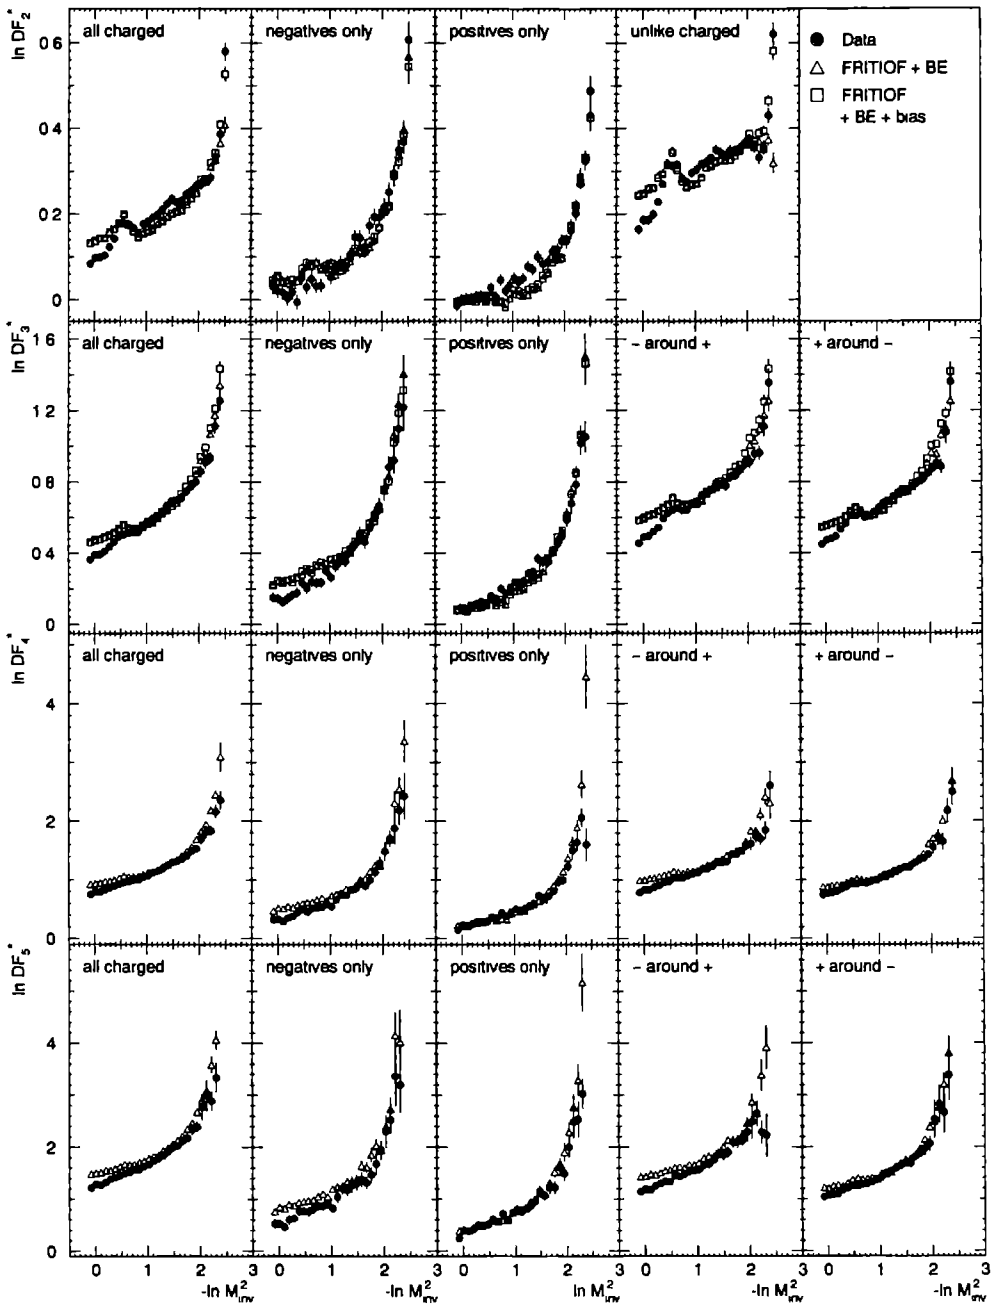 ln DF2*
all charged
negatives only
positives only
unlike charged
Data
FRITIOF + BE
FRITIOF
+ BE + bias
0 6
0 4
0 2
0
ln DF3*
all charged
negatives only
positives only
− around +
+ around −
1 6
1.2
0.8
0 4
0
ln DF4*
all charged
negatives only
positives only
− around +
+ around −
4
2
0
ln DF5*
all charged
negatives only
positives only
− around +
+ around −
4
2
0
0 1 2 3 0 1 2 3 0 1 2 3 0 1 2 3 0 1 2 3
-ln M²inv -ln M²inv -ln M²inv -ln M²inv -ln M²inv